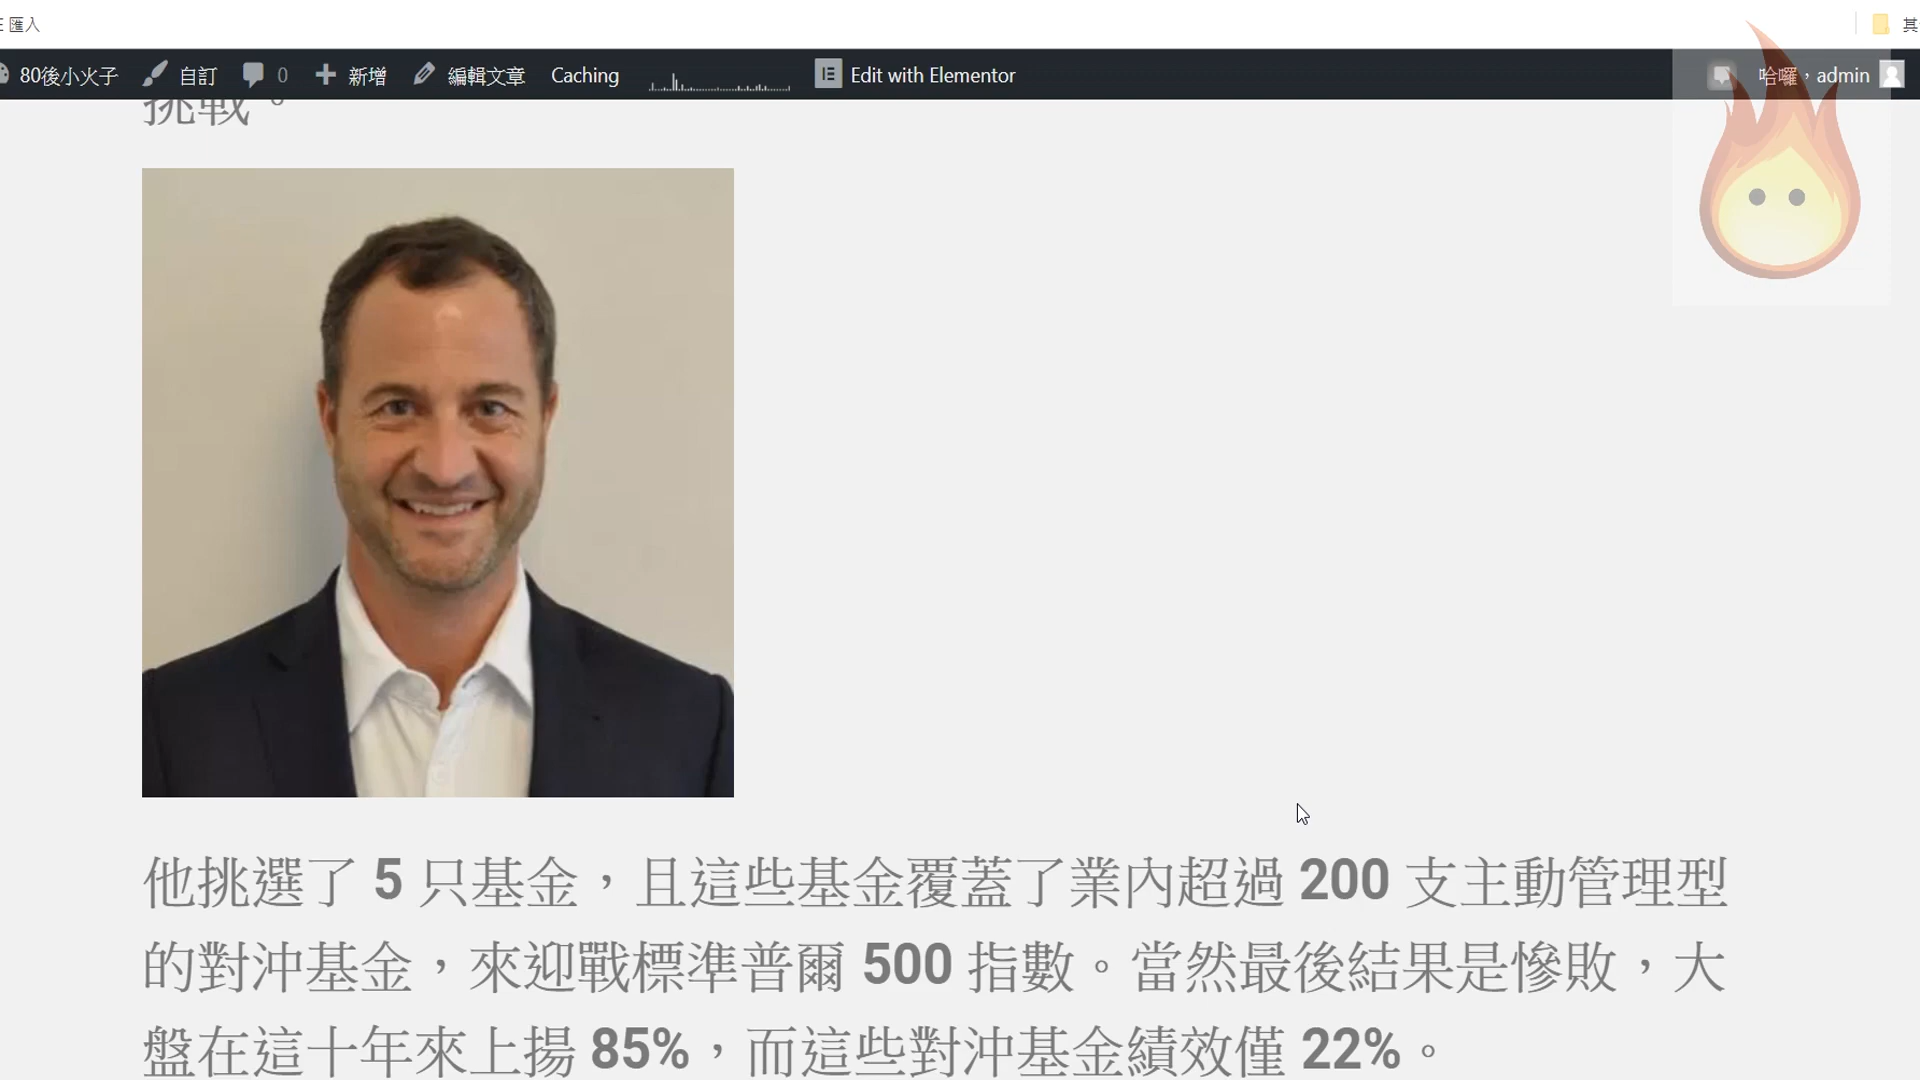 匯入
80後小火子 自訂 0 新增 編輯文章 Caching Edit with Elementor 哈囉，admin
挑戰。
他挑選了 5 只基金，且這些基金覆蓋了業內超過 200 支主動管理型
的對沖基金，來迎戰標準普爾 500 指數。當然最後結果是慘敗，大
盤在這十年來上揚 85%，而這些對沖基金績效僅 22%。